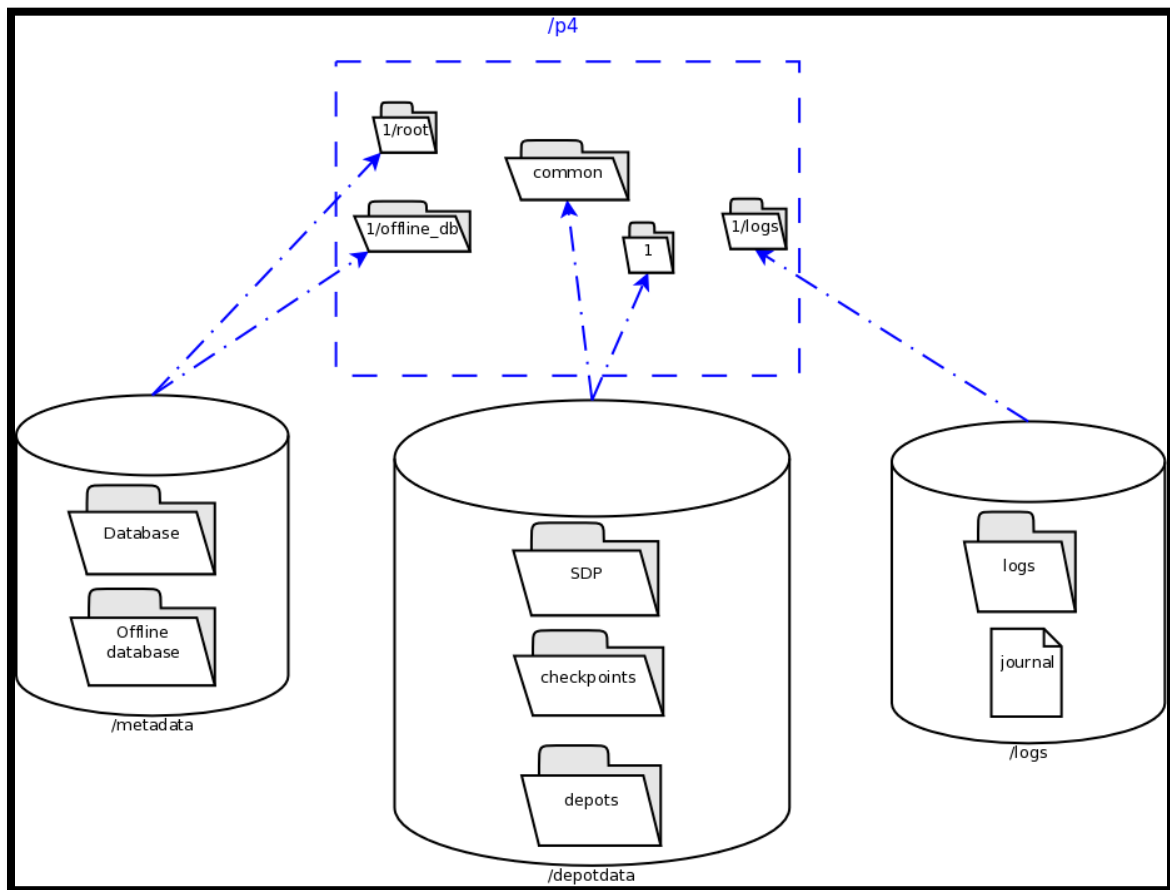 /p4
1/root
common
1/offline_db
1
1/logs
Database
Offline
database
/metadata
SDP
checkpoints
depots
/depotdata
logs
journal
/logs